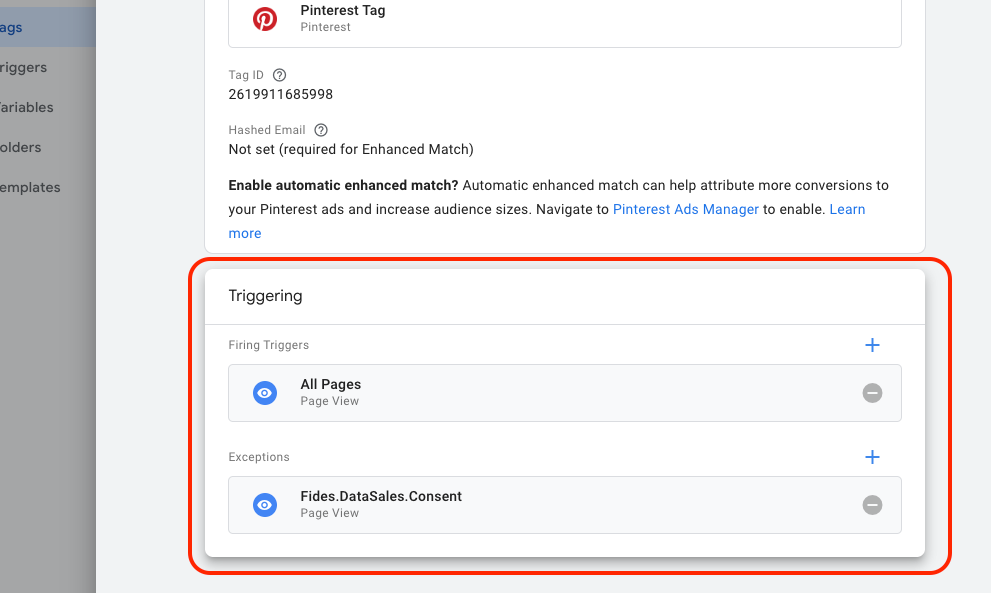 Pinterest Tag
Pinterest
ags
riggers
ariables
olders
emplates
Tag ID
2619911685998
Hashed Email
Not set (required for Enhanced Match)
Enable automatic enhanced match? Automatic enhanced match can help attribute more conversions to
your Pinterest ads and increase audience sizes. Navigate to Pinterest Ads Manager to enable. Learn
more
Triggering
Firing Triggers
All Pages
Page View
Exceptions
Fides.DataSales.Consent
Page View